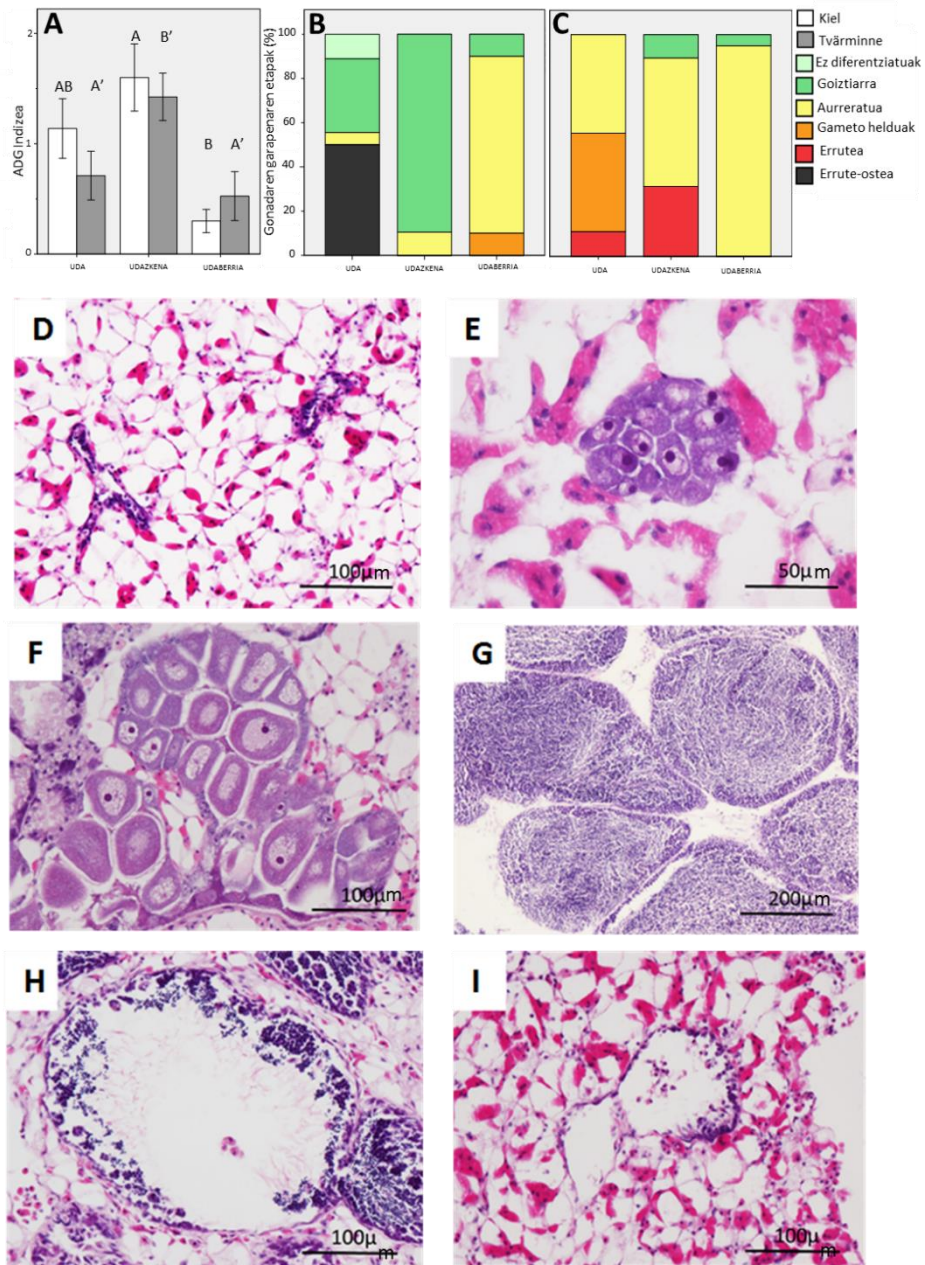 A
ADG Indizea
2
1
0
AB
A’
A
B’
B
A’
UDA
UDAZKENA
UDABERRIA
B
Gonadaren garapenaren etapak (%)
100
80
60
40
20
0
UDA
UDAZKENA
UDABERRIA
C
UDA
UDAZKENA
UDABERRIA
Kiel
Tvärminne
Ez diferentziatuak
Goiztiarra
Aurreratua
Gameto helduak
Errutea
Errute-ostea
D
100µm
E
50µm
F
100µm
G
200µm
H
100µ
m
I
100µ
m